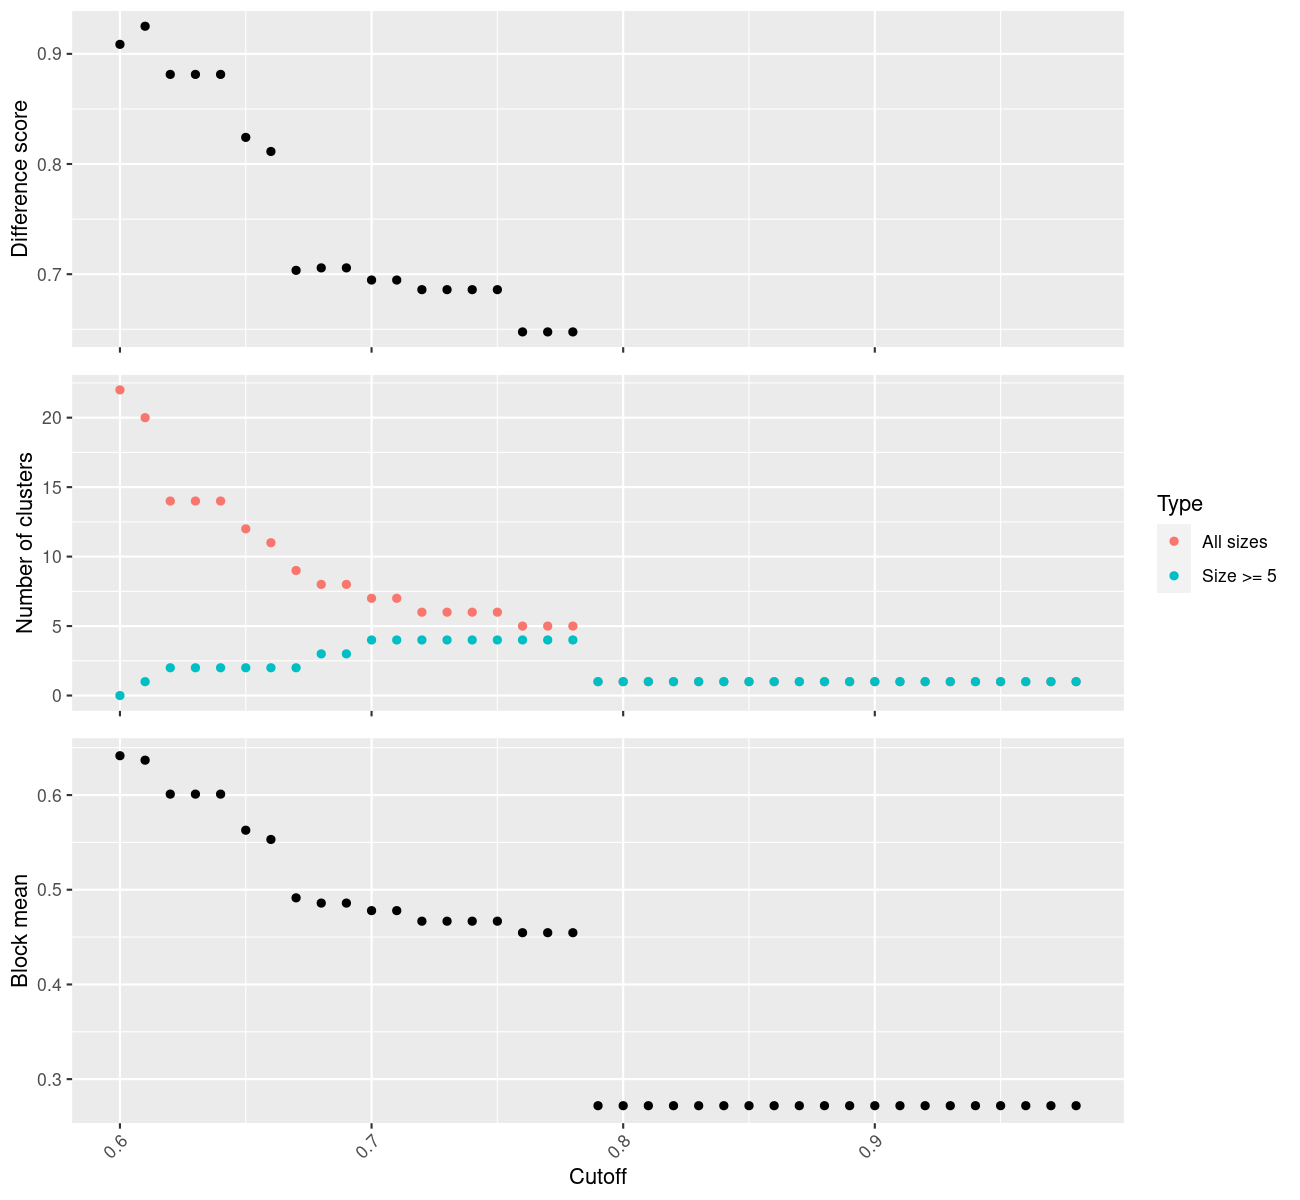 Difference score
0.9
0.8
0.7
Number of clusters
20
15
10
5
0
Type
All sizes
Size >= 5
Block mean
0.6
0.5
0.4
0.3
0.6
0.7
0.8
0.9
Cutoff